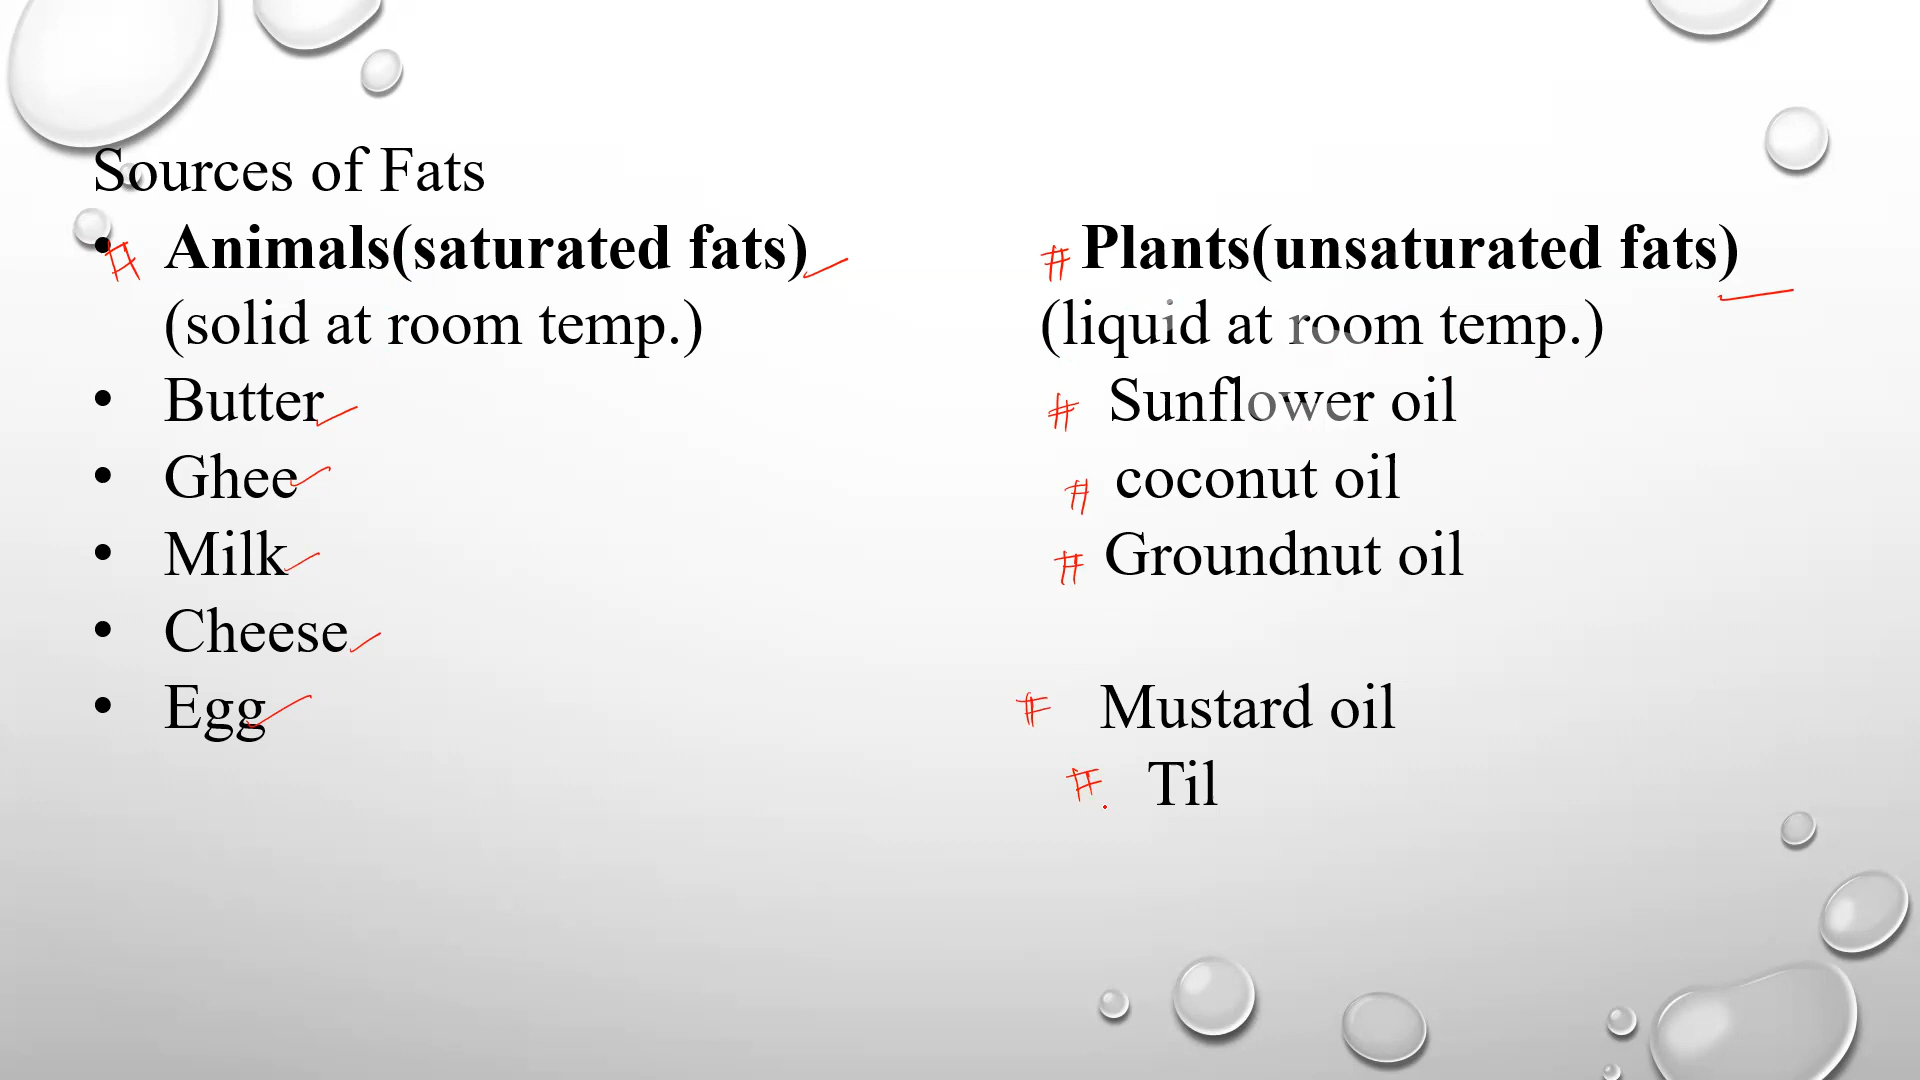 Sources of Fats
• # Animals(saturated fats)
(solid at room temp.)
• Butter
• Ghee
• Milk
• Cheese
• Egg
# Plants(unsaturated fats)
(liquid at room temp.)
# Sunflower oil
# coconut oil
# Groundnut oil
# Mustard oil
# Til